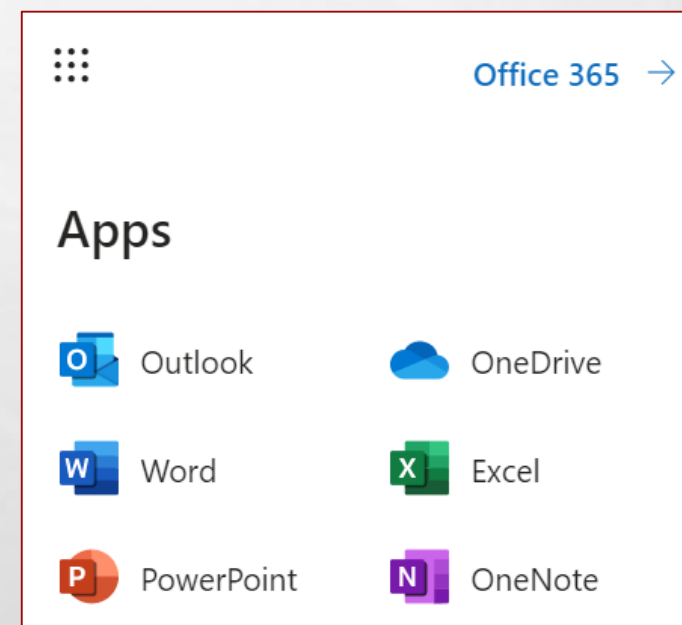 Office 365 →
Apps
O Outlook
OneDrive
W Word
X Excel
P PowerPoint
N OneNote